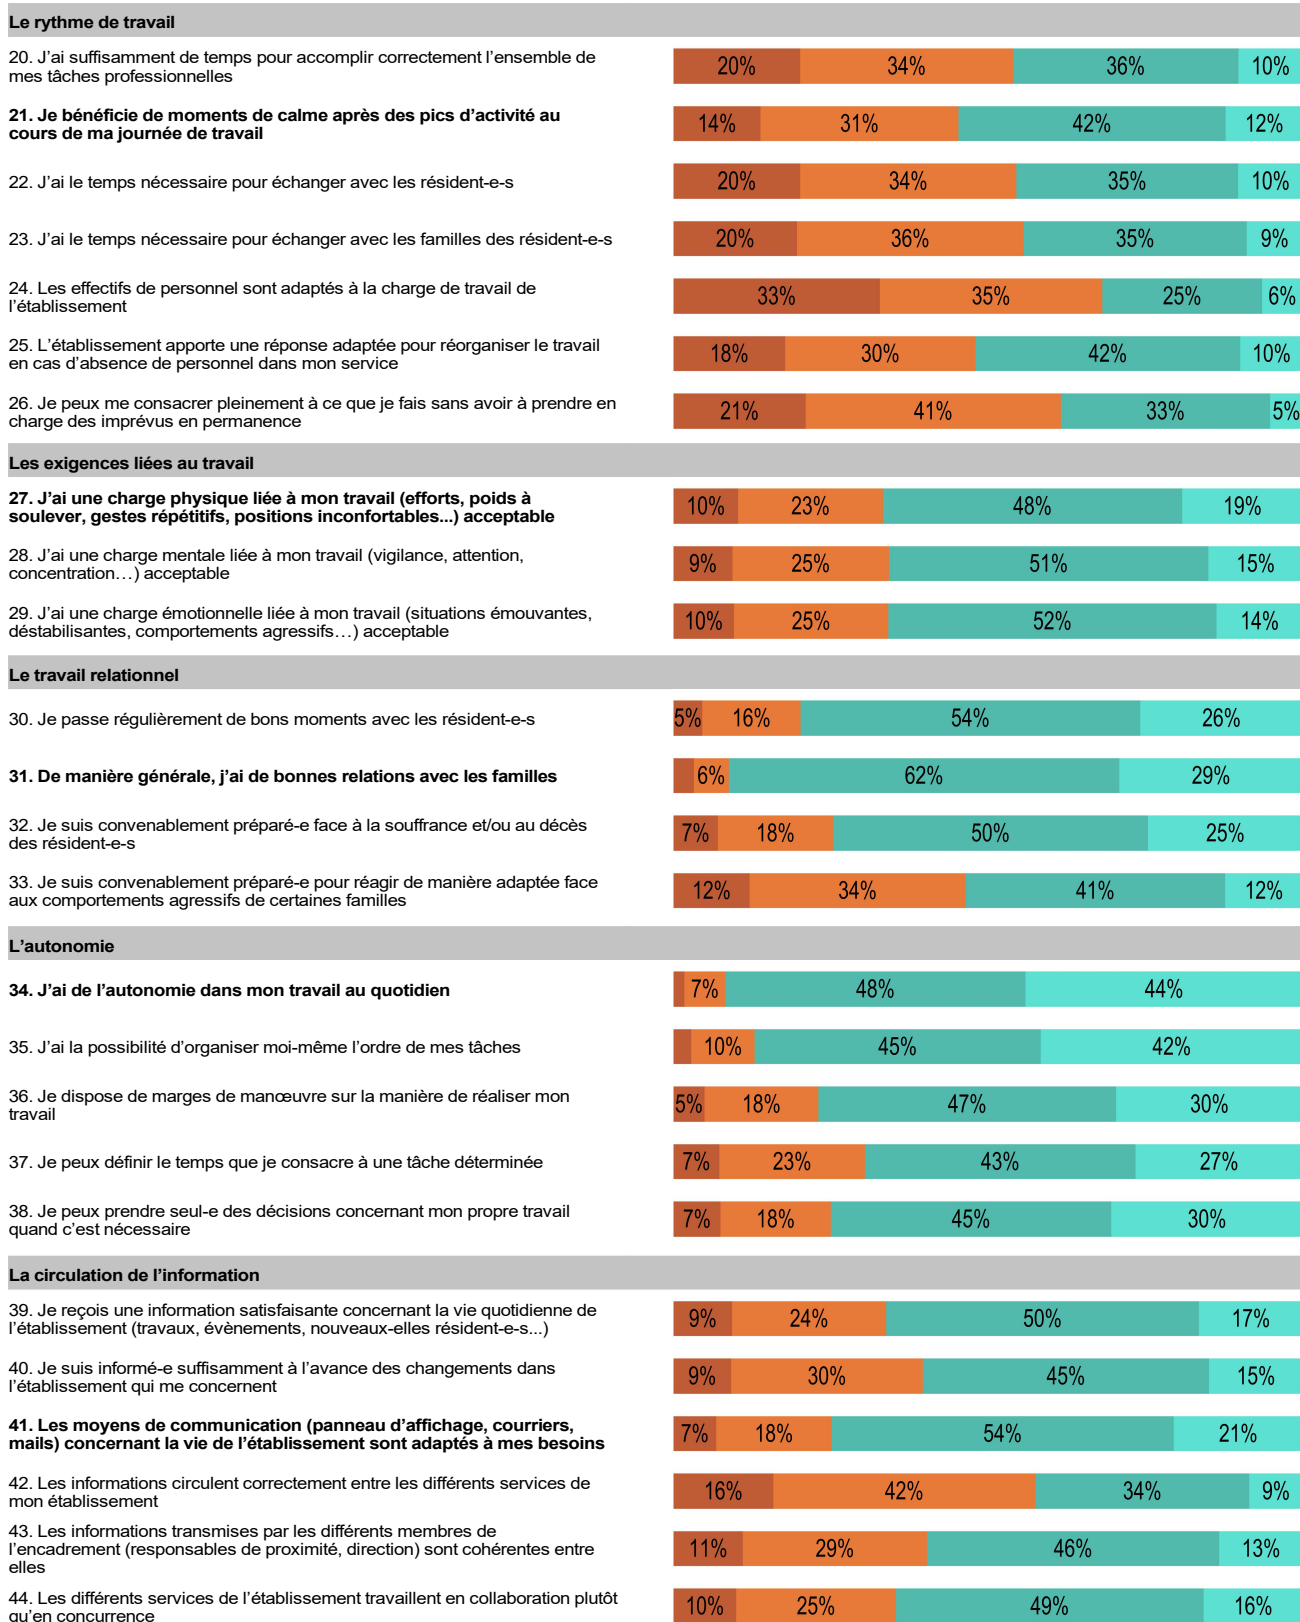 Le rythme de travail
20. J’ai suffisamment de temps pour accomplir correctement l’ensemble de
mes tâches professionnelles
20% 34% 36% 10%
21. Je bénéficie de moments de calme après des pics d’activité au
cours de ma journée de travail
14% 31% 42% 12%
22. J’ai le temps nécessaire pour échanger avec les résident-e-s
20% 34% 35% 10%
23. J’ai le temps nécessaire pour échanger avec les familles des résident-e-s
20% 36% 35% 9%
24. Les effectifs de personnel sont adaptés à la charge de travail de
l’établissement
33% 35% 25% 6%
25. L’établissement apporte une réponse adaptée pour réorganiser le travail
en cas d’absence de personnel dans mon service
18% 30% 42% 10%
26. Je peux me consacrer pleinement à ce que je fais sans avoir à prendre en
charge des imprévus en permanence
21% 41% 33% 5%
Les exigences liées au travail
27. J’ai une charge physique liée à mon travail (efforts, poids à
soulever, gestes répétitifs, positions inconfortables...) acceptable
10% 23% 48% 19%
28. J’ai une charge mentale liée à mon travail (vigilance, attention,
concentration…) acceptable
9% 25% 51% 15%
29. J’ai une charge émotionnelle liée à mon travail (situations émouvantes,
déstabilisantes, comportements agressifs…) acceptable
10% 25% 52% 14%
Le travail relationnel
30. Je passe régulièrement de bons moments avec les résident-e-s
5% 16% 54% 26%
31. De manière générale, j’ai de bonnes relations avec les familles
6% 62% 29%
32. Je suis convenablement préparé-e face à la souffrance et/ou au décès
des résident-e-s
7% 18% 50% 25%
33. Je suis convenablement préparé-e pour réagir de manière adaptée face
aux comportements agressifs de certaines familles
12% 34% 41% 12%
L’autonomie
34. J’ai de l’autonomie dans mon travail au quotidien
7% 48% 44%
35. J’ai la possibilité d’organiser moi-même l’ordre de mes tâches
10% 45% 42%
36. Je dispose de marges de manœuvre sur la manière de réaliser mon
travail
5% 18% 47% 30%
37. Je peux définir le temps que je consacre à une tâche déterminée
7% 23% 43% 27%
38. Je peux prendre seul-e des décisions concernant mon propre travail
quand c’est nécessaire
7% 18% 45% 30%
La circulation de l’information
39. Je reçois une information satisfaisante concernant la vie quotidienne de
l’établissement (travaux, évènements, nouveaux-elles résident-e-s...)
9% 24% 50% 17%
40. Je suis informé-e suffisamment à l’avance des changements dans
l’établissement qui me concernent
9% 30% 45% 15%
41. Les moyens de communication (panneau d’affichage, courriers,
mails) concernant la vie de l’établissement sont adaptés à mes besoins
7% 18% 54% 21%
42. Les informations circulent correctement entre les différents services de
mon établissement
16% 42% 34% 9%
43. Les informations transmises par les différents membres de
l’encadrement (responsables de proximité, direction) sont cohérentes entre
elles
11% 29% 46% 13%
44. Les différents services de l’établissement travaillent en collaboration plutôt
qu’en concurrence
10% 25% 49% 16%